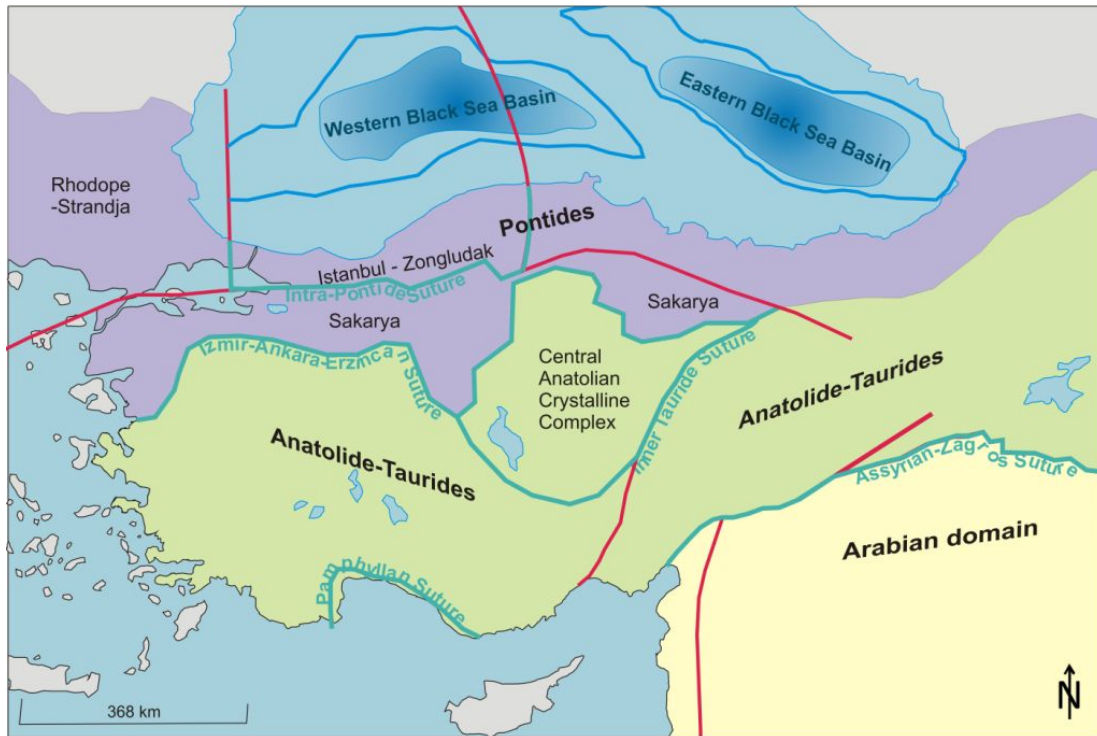 Western Black Sea Basin
Eastern Black Sea Basin
Rhodope
-Strandja
Pontides
Istanbul - Zongludak
Intra-Pontide Suture
Sakarya
Sakarya
Izmir-Ankara-Erzincan Suture
Central
Anatolian
Crystalline
Complex
Inner Tauride Suture
Anatolide-Taurides
Anatolide-Taurides
Assyrian-Zagros Suture
Arabian domain
Pamphylian Suture
368 km
N